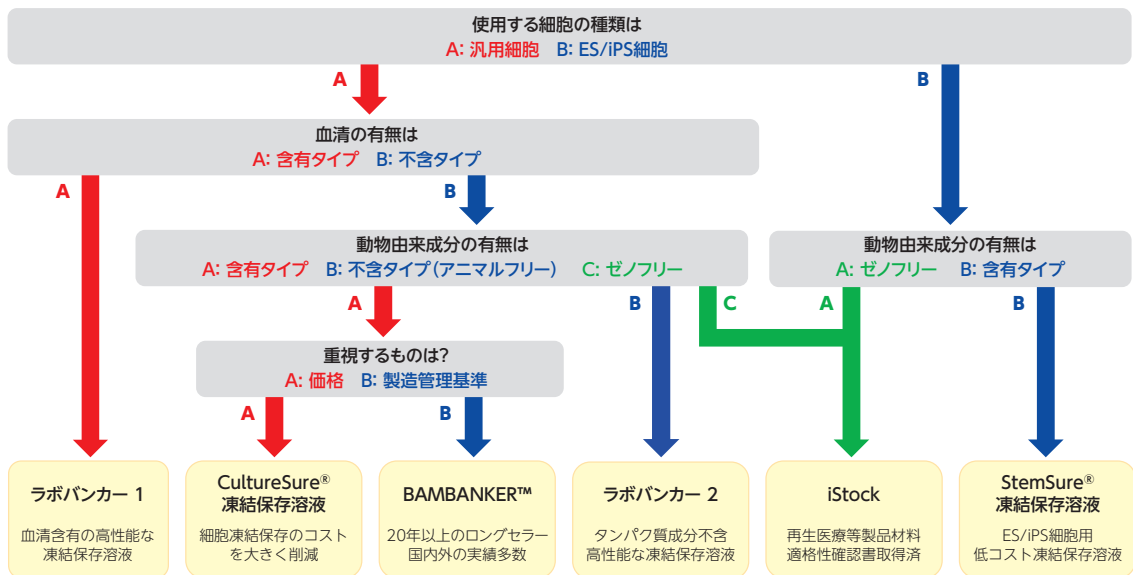 使用する細胞の種類は
A: 汎用細胞 B: ES/iPS細胞
A
B
血清の有無は
A: 含有タイプ B: 不含タイプ
A
B
動物由来成分の有無は
A: 含有タイプ B: 不含タイプ(アニマルフリー) C: ゼノフリー
動物由来成分の有無は
A: ゼノフリー B: 含有タイプ
A
B
C
A
B
重視するものは?
A: 価格 B: 製造管理基準
A
B
ラボバンカー 1
血清含有の高性能な
凍結保存溶液
CultureSure®
凍結保存溶液
細胞凍結保存のコスト
を大きく削減
BAMBANKER™
20年以上のロングセラー
国内外の実績多数
ラボバンカー 2
タンパク質成分不含
高性能な凍結保存溶液
iStock
再生医療等製品材料
適格性確認書取得済
StemSure®
凍結保存溶液
ES/iPS細胞用
低コスト凍結保存溶液